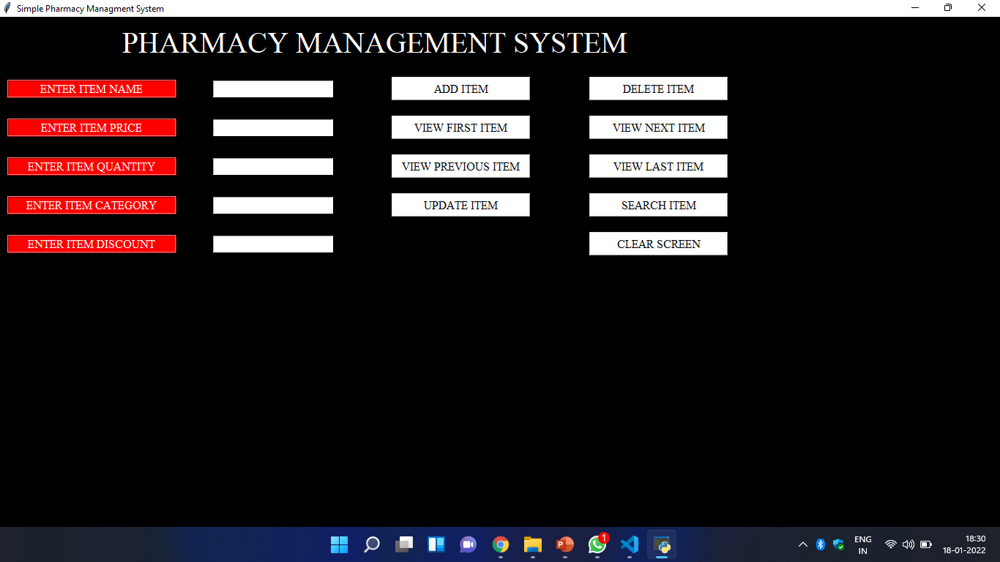 Simple Pharmacy Managment System
PHARMACY MANAGEMENT SYSTEM
ENTER ITEM NAME
ADD ITEM
DELETE ITEM
ENTER ITEM PRICE
VIEW FIRST ITEM
VIEW NEXT ITEM
ENTER ITEM QUANTITY
VIEW PREVIOUS ITEM
VIEW LAST ITEM
ENTER ITEM CATEGORY
UPDATE ITEM
SEARCH ITEM
ENTER ITEM DISCOUNT
CLEAR SCREEN
1
ENG
IN
18:30
18-01-2022